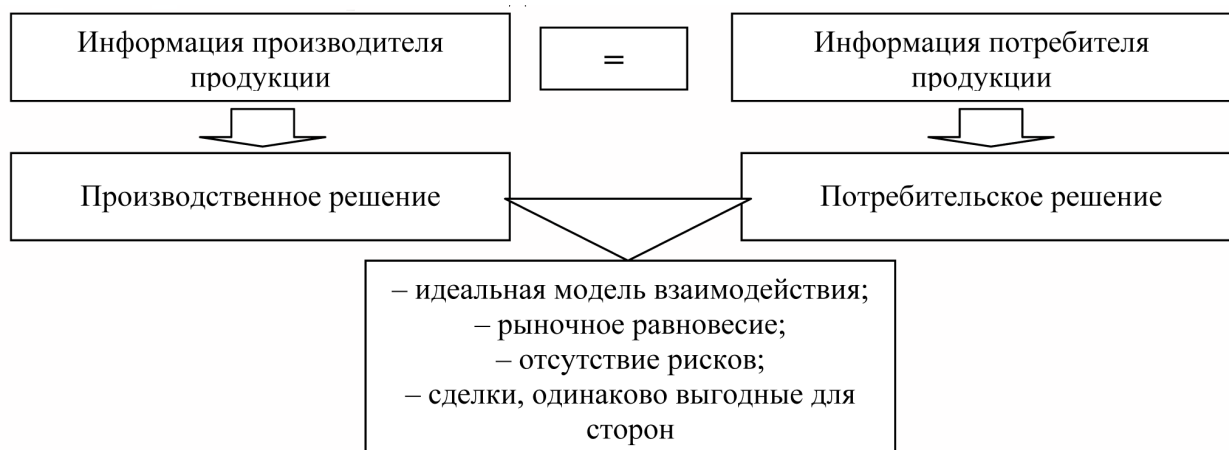 Информация производителя
продукции
=
Информация потребителя
продукции
Производственное решение
Потребительское решение
– идеальная модель взаимодействия;
– рыночное равновесие;
– отсутствие рисков;
– сделки, одинаково выгодные для
сторон